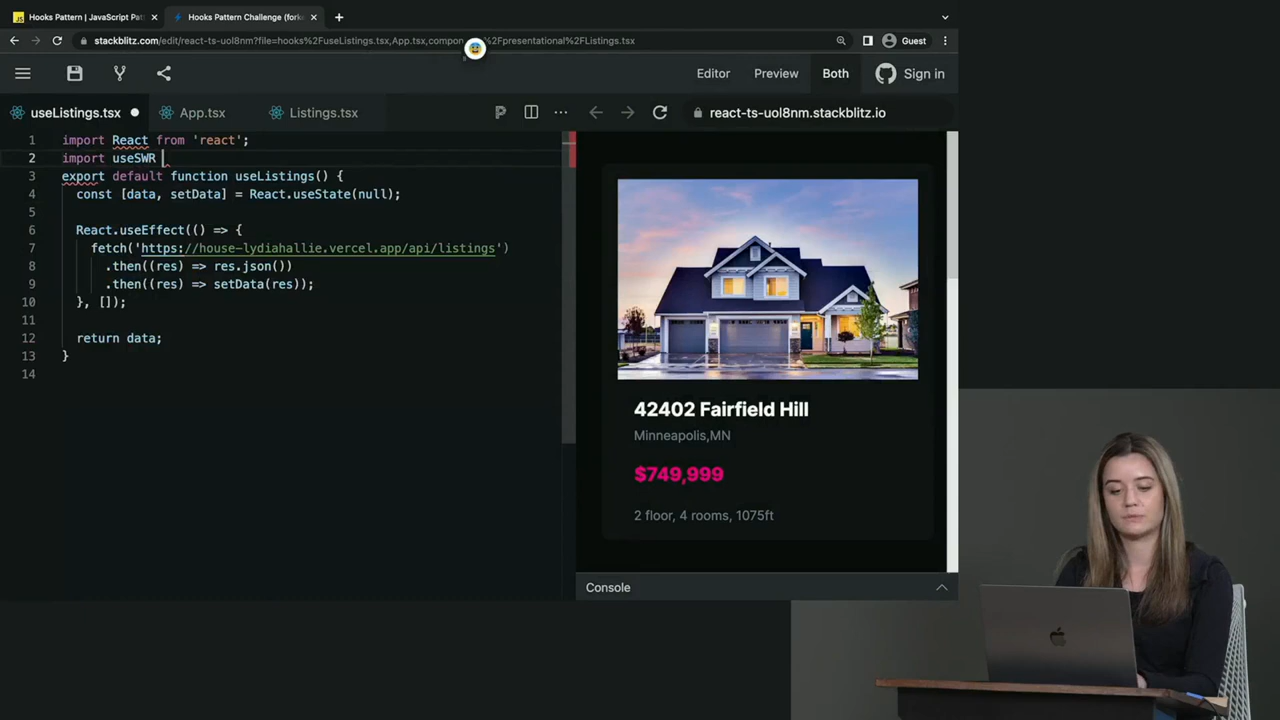 JS Hooks Pattern | JavaScript Pat
Hooks Pattern Challenge (fork
stackblitz.com/edit/react-ts-uol8nm?file=hooks%2FuseListings.tsx,App.tsx,compon %2Fpresentational%2FListings.tsx
Guest
Editor Preview Both Sign in
useListings.tsx App.tsx Listings.tsx
react-ts-uol8nm.stackblitz.io
1 import React from 'react';
2 import useSWR
3 export default function useListings() {
4 const [data, setData] = React.useState(null);
5
6 React.useEffect(() => {
7 fetch('https://house-lydiahallie.vercel.app/api/listings')
8 .then((res) => res.json())
9 .then((res) => setData(res));
10 }, []);
11
12 return data;
13 }
14
42402 Fairfield Hill
Minneapolis,MN
$749,999
2 floor, 4 rooms, 1075ft
Console